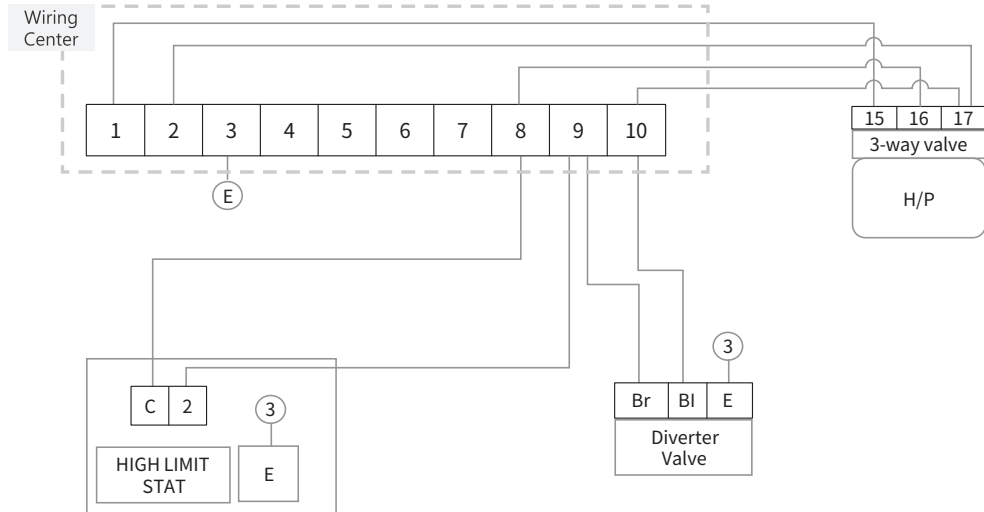 Wiring
Center
1 2 3 4 5 6 7 8 9 10
15 16 17
3-way valve
H/P
E
3
Br Bl E
Diverter
Valve
C 2
3
HIGH LIMIT
STAT
E